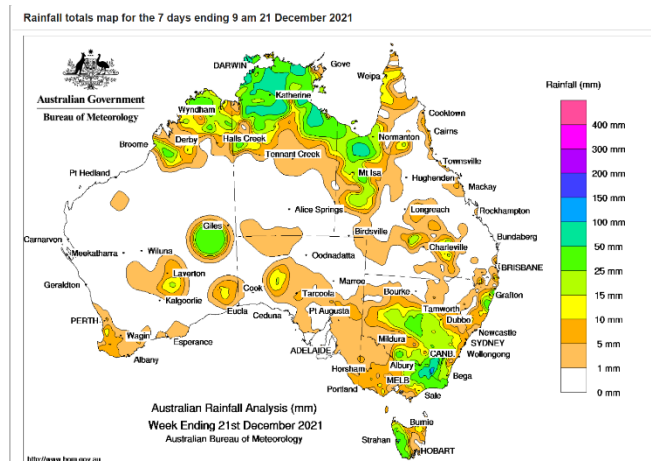 Rainfall totals map for the 7 days ending 9 am 21 December 2021
Australian Government
Bureau of Meteorology
DARWIN
Gove
Weipa
Katherine
Wyndham
Cooktown
Cairns
Derby
Halls Creek
Normanton
Broome
Tennant Creek
Townsville
Pt Hedland
Mt Isa
Hughenden
Mackay
Alice Springs
Longreach
Rockhampton
Giles
Birdsville
Carnarvon
Meekatharra
Wiluna
Oodnadatta
Charleville
Bundaberg
Laverton
BRISBANE
Geraldton
Kalgoorlie
Cook
Tarcoola
Marree
Bourke
Grafton
Eucla
Ceduna
Pt Augusta
Tamworth
PERTH
Dubbo
Wagin
Esperance
Mildura
Newcastle
SYDNEY
Albany
ADELAIDE
CANB.
Wollongong
Horsham
Albury
Portland
MELB
Bega
Sale
Burnie
Strahan
HOBART
Rainfall (mm)
400 mm
300 mm
200 mm
150 mm
100 mm
50 mm
25 mm
15 mm
10 mm
5 mm
1 mm
0 mm
Australian Rainfall Analysis (mm)
Week Ending 21st December 2021
Australian Bureau of Meteorology
http://www.bom.gov.au